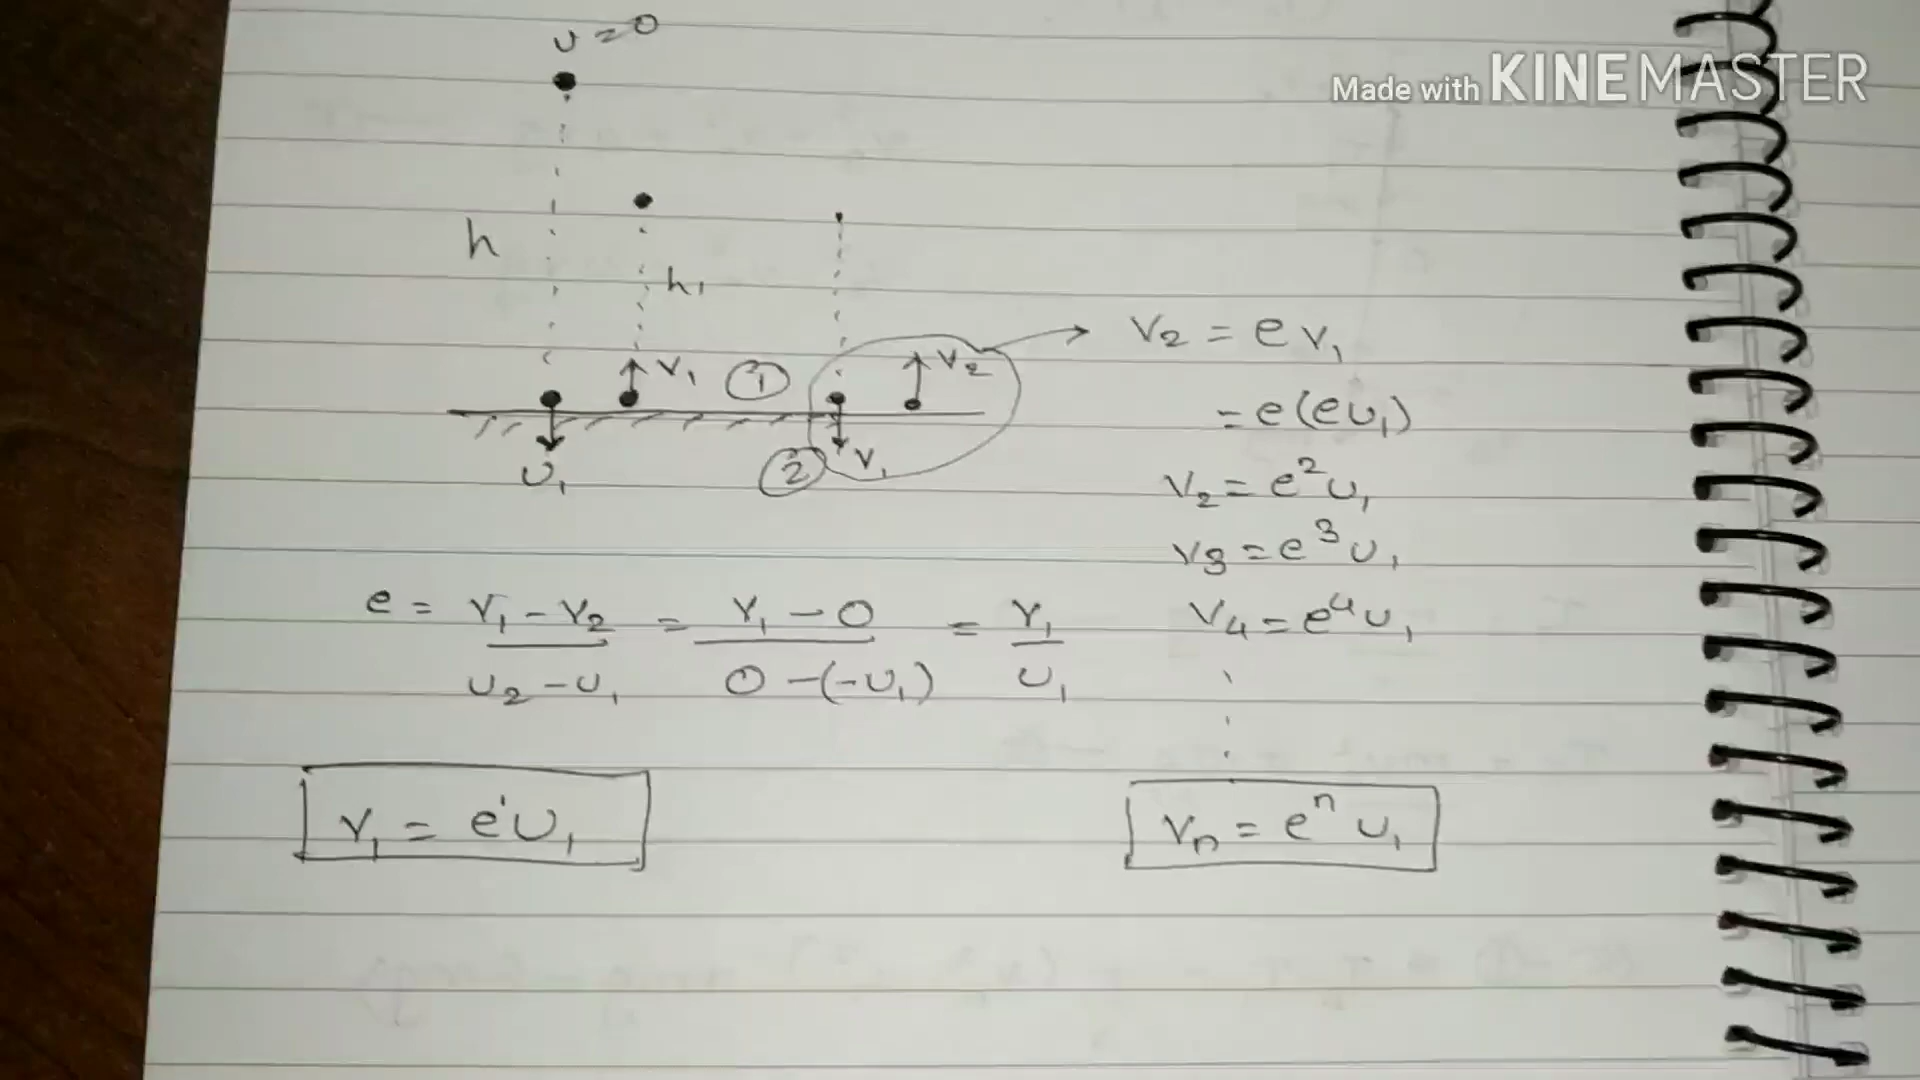 u = 0
Made with KINEMASTER
h
h₁
v₁
①
v₂
u₁
②
v₁
v₂ = e v₁
= e(eu₁)
v₂ = e² u₁
v₃ = e³ u₁
v₄ = e⁴ u₁
e = v₁ - v₂ / u₂ - u₁ = v₁ - 0 / 0 - (-u₁) = v₁ / u₁
v₁ = e¹ u₁
vₙ = eⁿ u₁